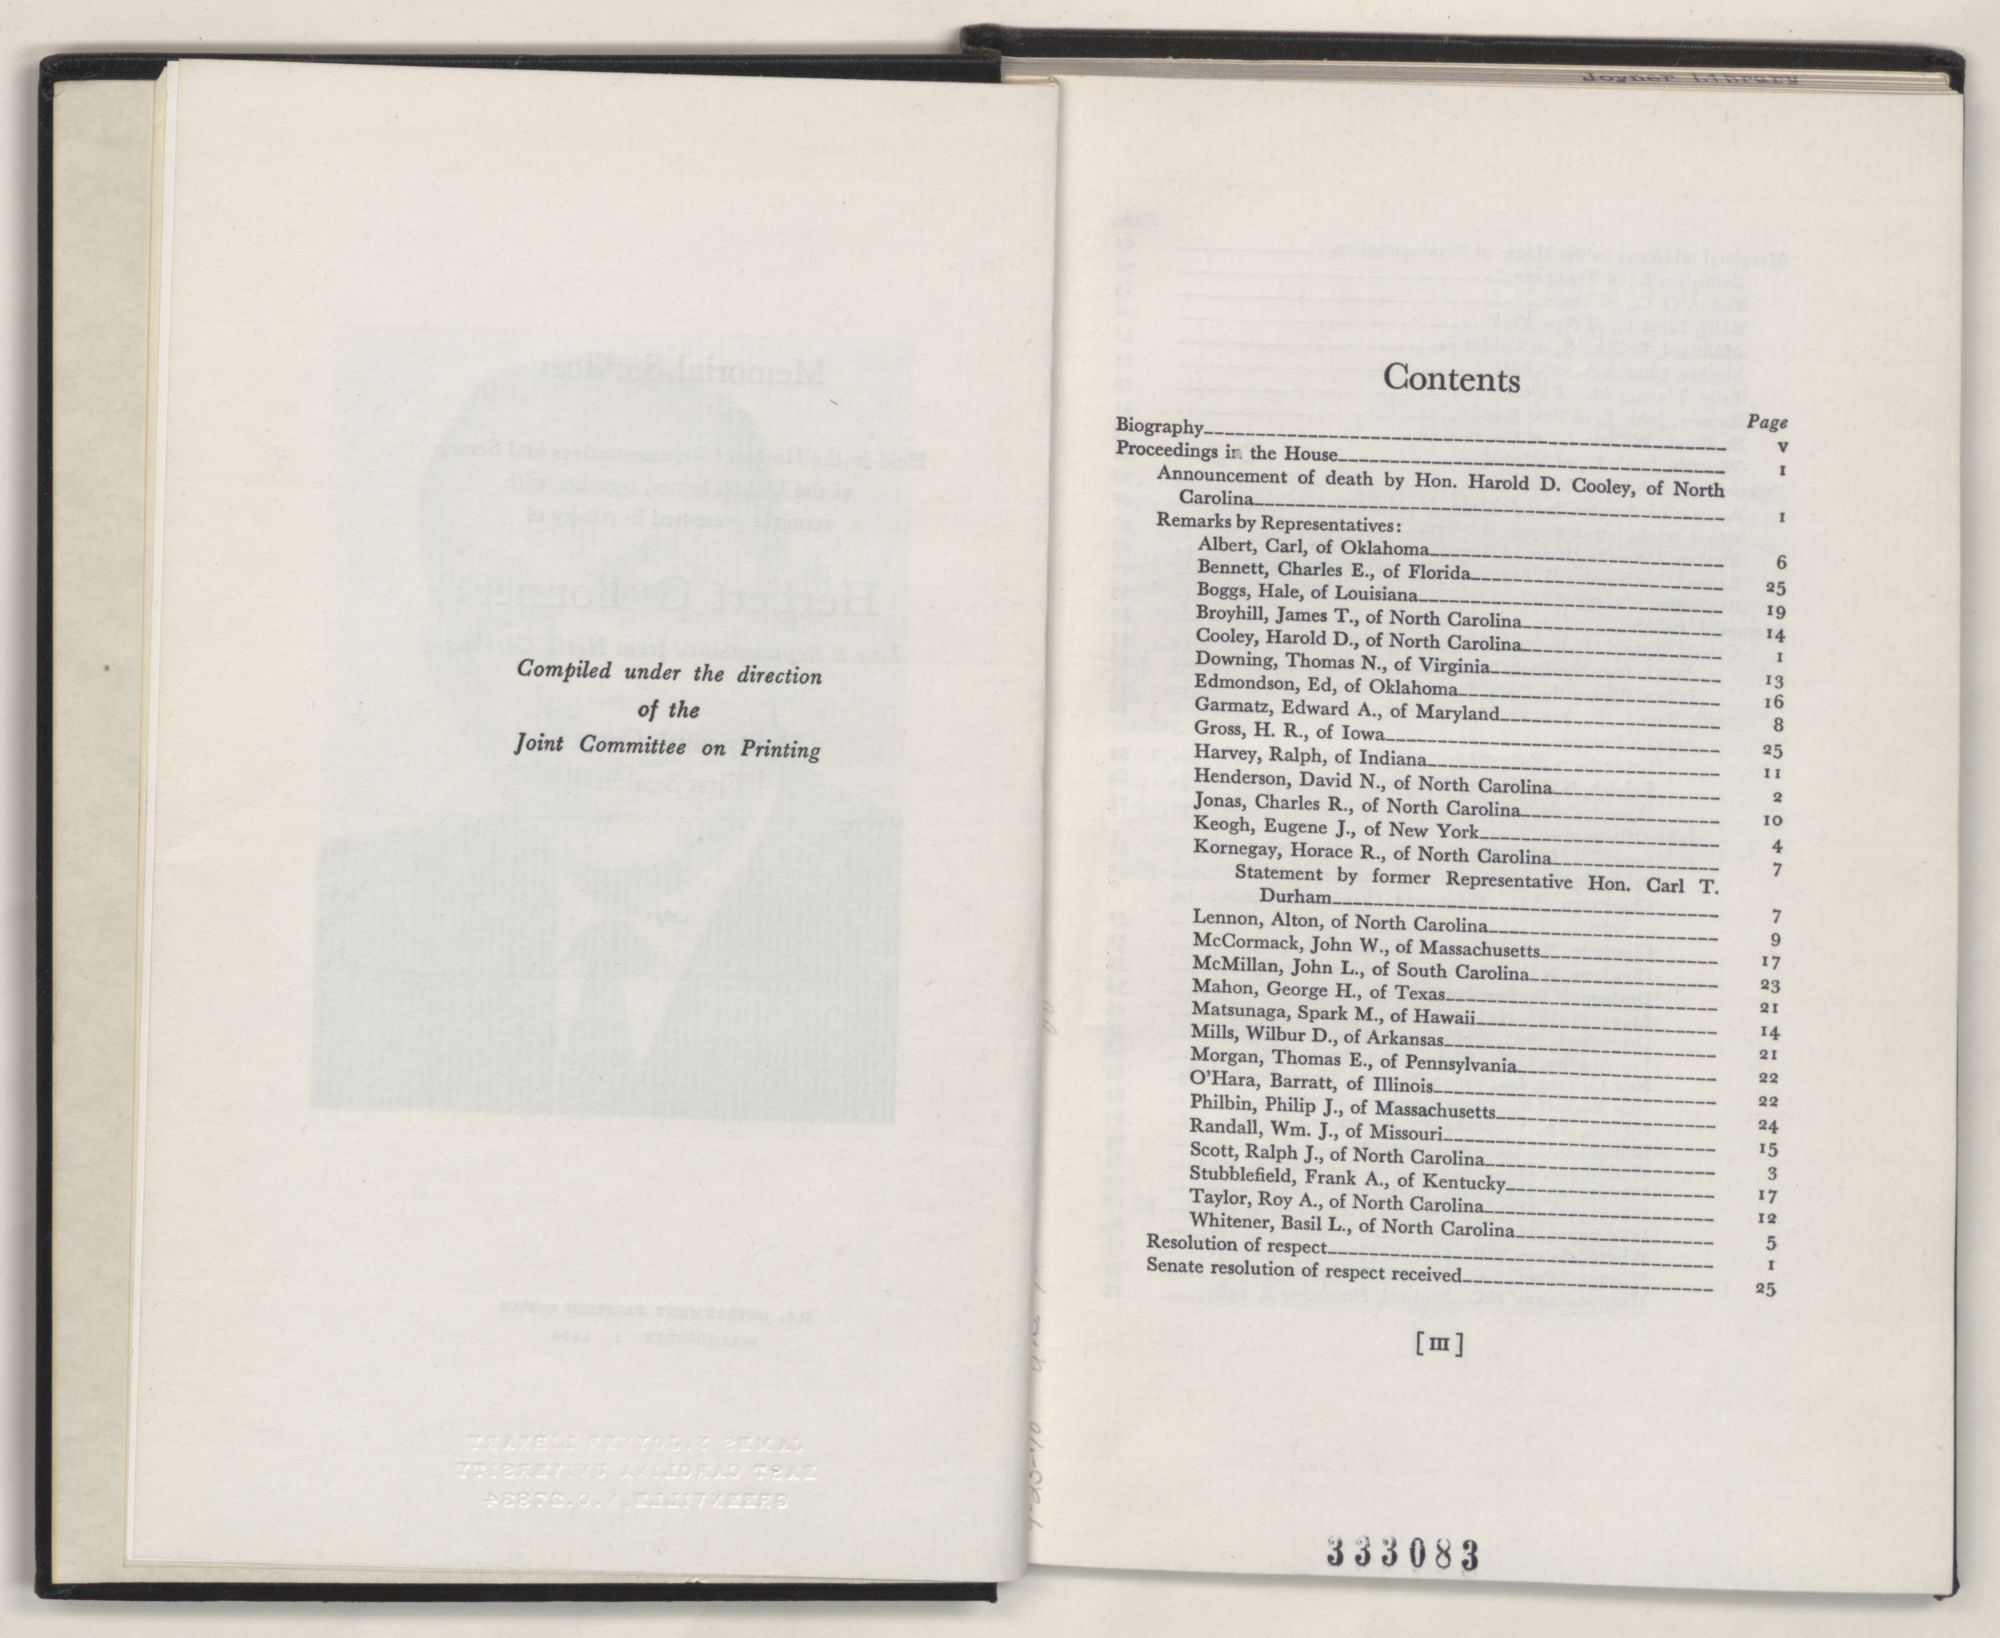 Compiled under the direction
of the
Joint Committee on Printing
Joyner Library
Contents
Page
Biography V
Proceedings in the House 1
Announcement of death by Hon. Harold D. Cooley, of North
Carolina 1
Remarks by Representatives:
Albert, Carl, of Oklahoma 6
Bennett, Charles E., of Florida 25
Boggs, Hale, of Louisiana 19
Broyhill, James T., of North Carolina 14
Cooley, Harold D., of North Carolina 1
Downing, Thomas N., of Virginia 13
Edmondson, Ed, of Oklahoma 16
Garmatz, Edward A., of Maryland 8
Gross, H. R., of Iowa 25
Harvey, Ralph, of Indiana 11
Henderson, David N., of North Carolina 2
Jonas, Charles R., of North Carolina 10
Keogh, Eugene J., of New York 4
Kornegay, Horace R., of North Carolina 7
Statement by former Representative Hon. Carl T.
Durham 7
Lennon, Alton, of North Carolina 9
McCormack, John W., of Massachusetts 17
McMillan, John L., of South Carolina 23
Mahon, George H., of Texas 21
Matsunaga, Spark M., of Hawaii 14
Mills, Wilbur D., of Arkansas 21
Morgan, Thomas E., of Pennsylvania 22
O'Hara, Barratt, of Illinois 22
Philbin, Philip J., of Massachusetts 24
Randall, Wm. J., of Missouri 15
Scott, Ralph J., of North Carolina 3
Stubblefield, Frank A., of Kentucky 17
Taylor, Roy A., of North Carolina 12
Whitener, Basil L., of North Carolina 5
Resolution of respect 1
Senate resolution of respect received 25
[III]
333083